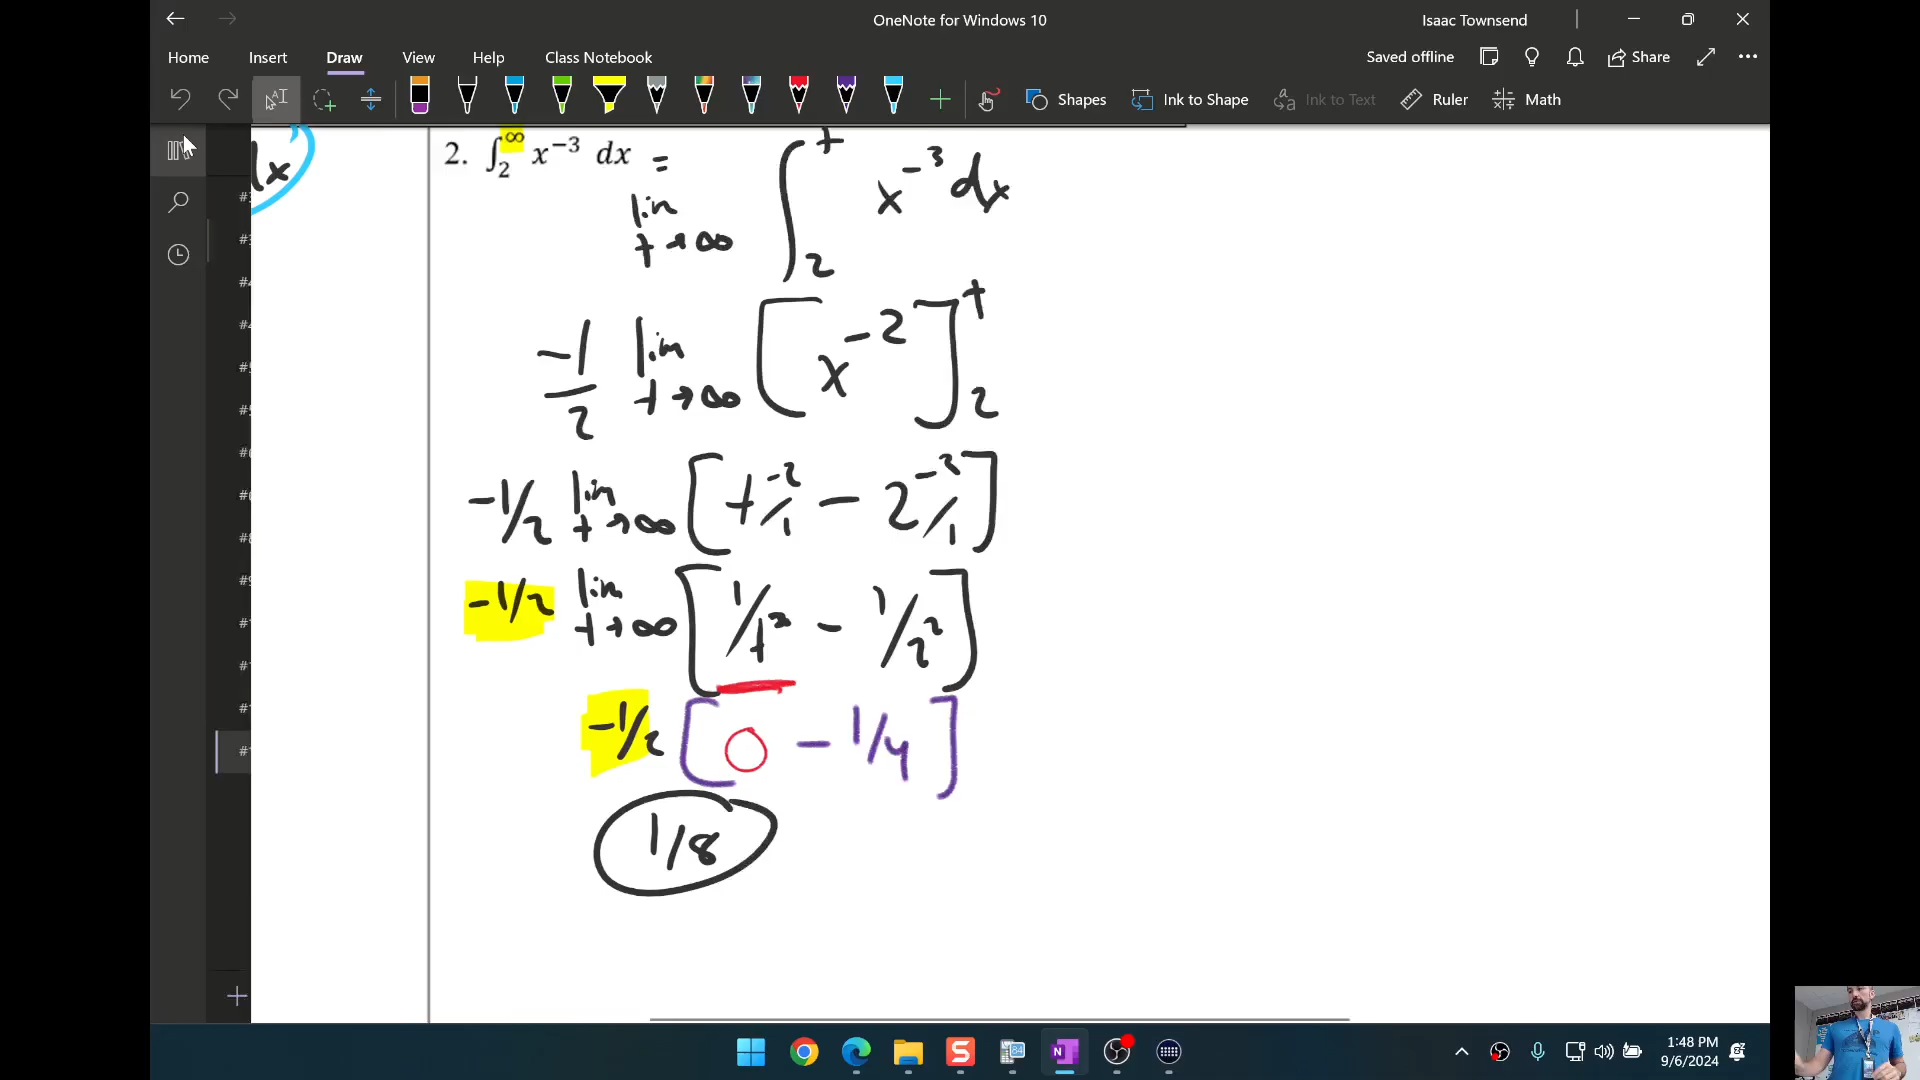 OneNote for Windows 10
Isaac Townsend
Home Insert Draw View Help Class Notebook
Saved offline Share
Shapes Ink to Shape Ink to Text Ruler Math
dx
2. ∫₂^∞ x⁻³ dx =
lim t→∞ ∫₂^t x⁻³ dx
-1/2 lim t→∞ [x⁻²]₂^t
-1/2 lim t→∞ [t⁻²/1 - 2⁻²/1]
-1/2 lim t→∞ [1/t² - 1/2²]
-1/2 [0 - 1/4]
1/8
1:48 PM
9/6/2024